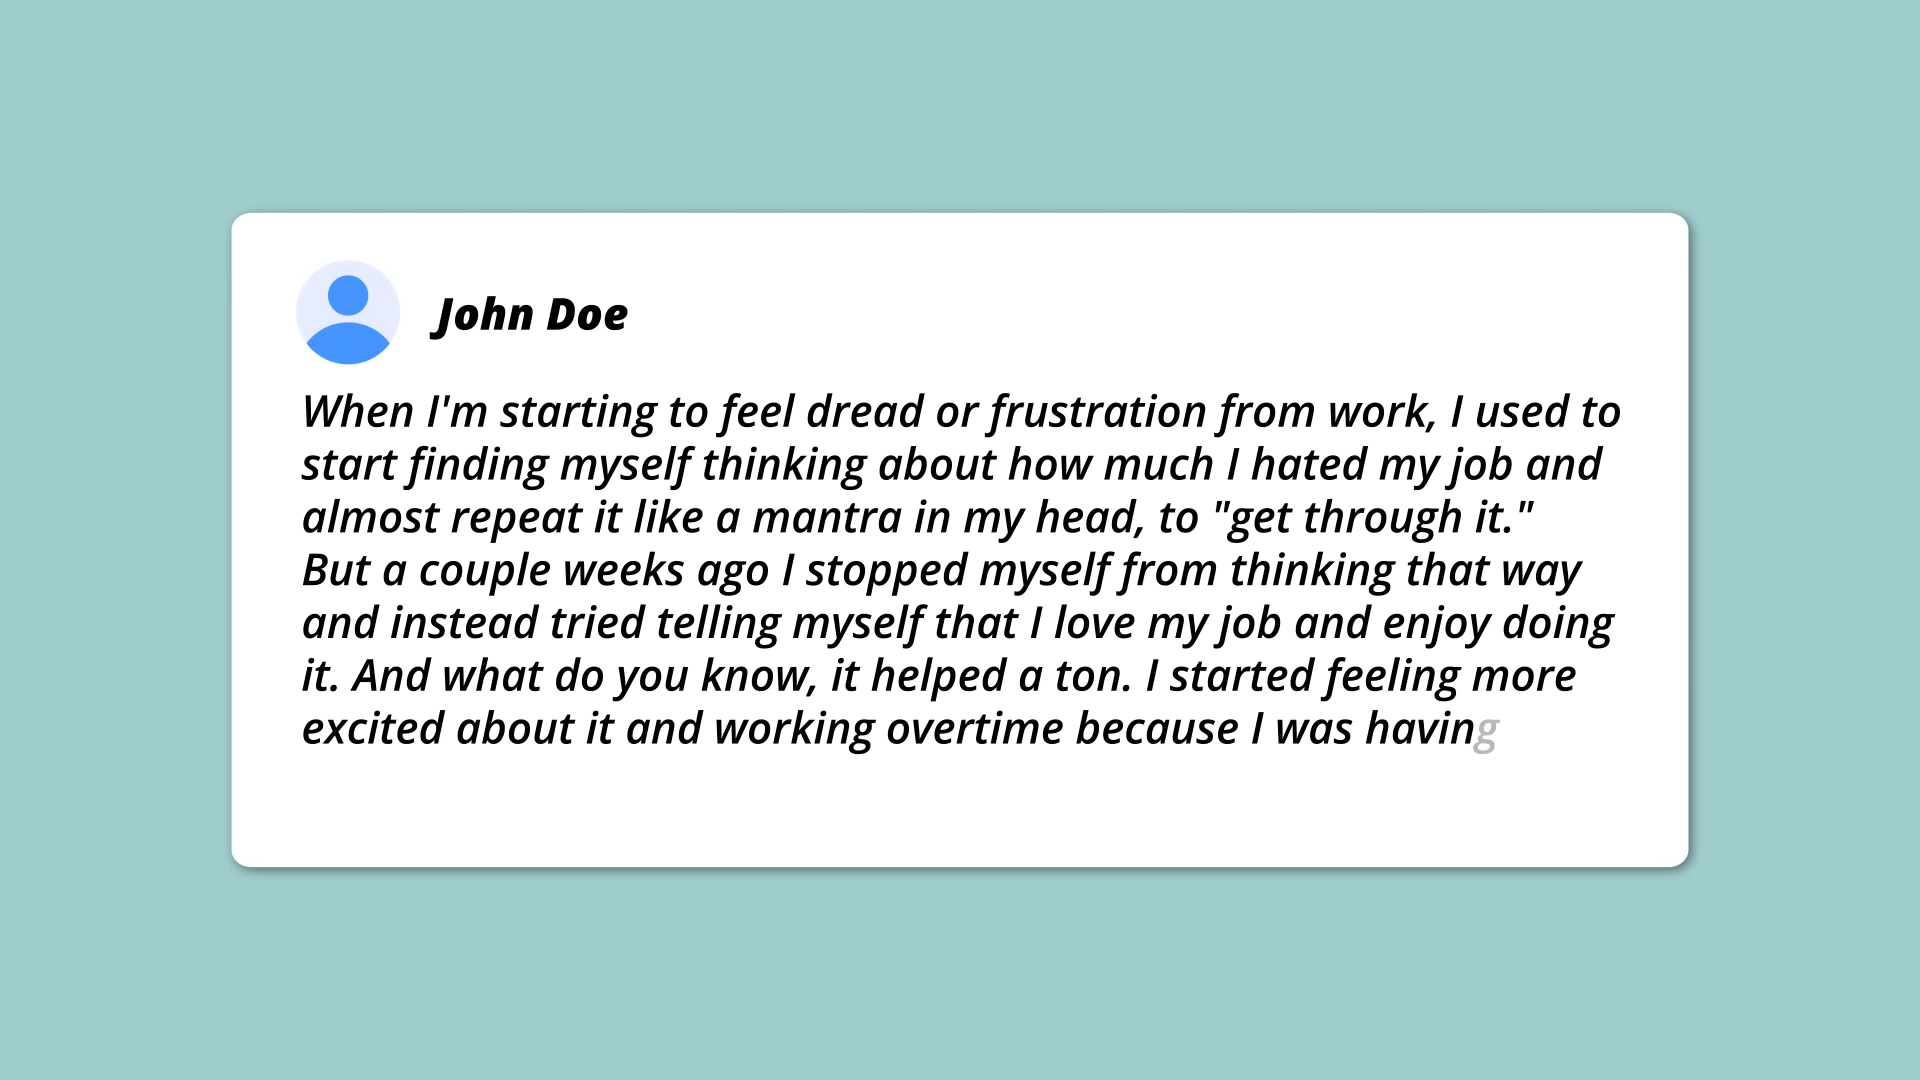 John Doe
When I'm starting to feel dread or frustration from work, I used to
start finding myself thinking about how much I hated my job and
almost repeat it like a mantra in my head, to "get through it."
But a couple weeks ago I stopped myself from thinking that way
and instead tried telling myself that I love my job and enjoy doing
it. And what do you know, it helped a ton. I started feeling more
excited about it and working overtime because I was having